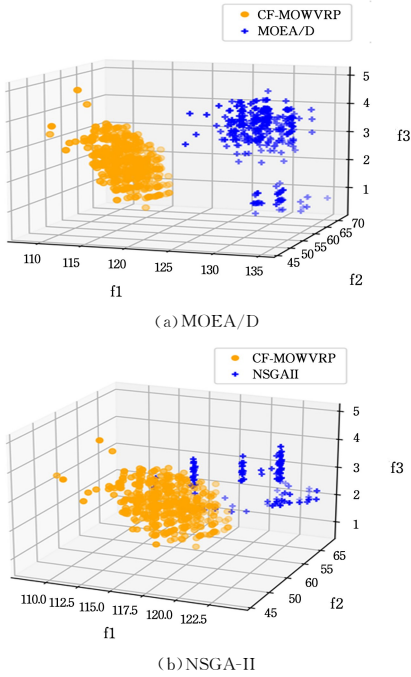 CF-MOWVRP
MOEA/D
5
4
3
2
1
f3
110
115
120
125
130
135
45
50
55
60
65
70
f1
f2
(a)MOEA/D
CF-MOWVRP
NSGAII
5
4
3
2
1
f3
110.0
112.5
115.0
117.5
120.0
122.5
45
50
55
60
65
f1
f2
(b)NSGA-II